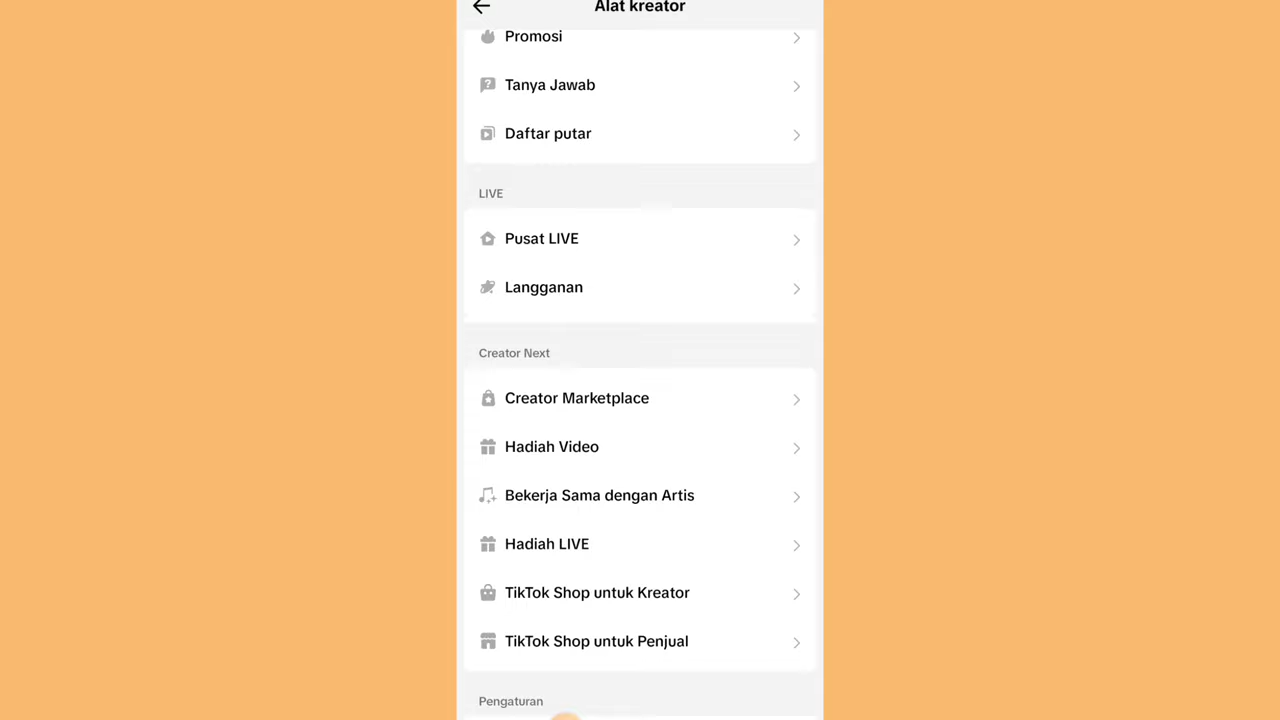 Alat kreator
Promosi
Tanya Jawab
Daftar putar
LIVE
Pusat LIVE
Langganan
Creator Next
Creator Marketplace
Hadiah Video
Bekerja Sama dengan Artis
Hadiah LIVE
TikTok Shop untuk Kreator
TikTok Shop untuk Penjual
Pengaturan